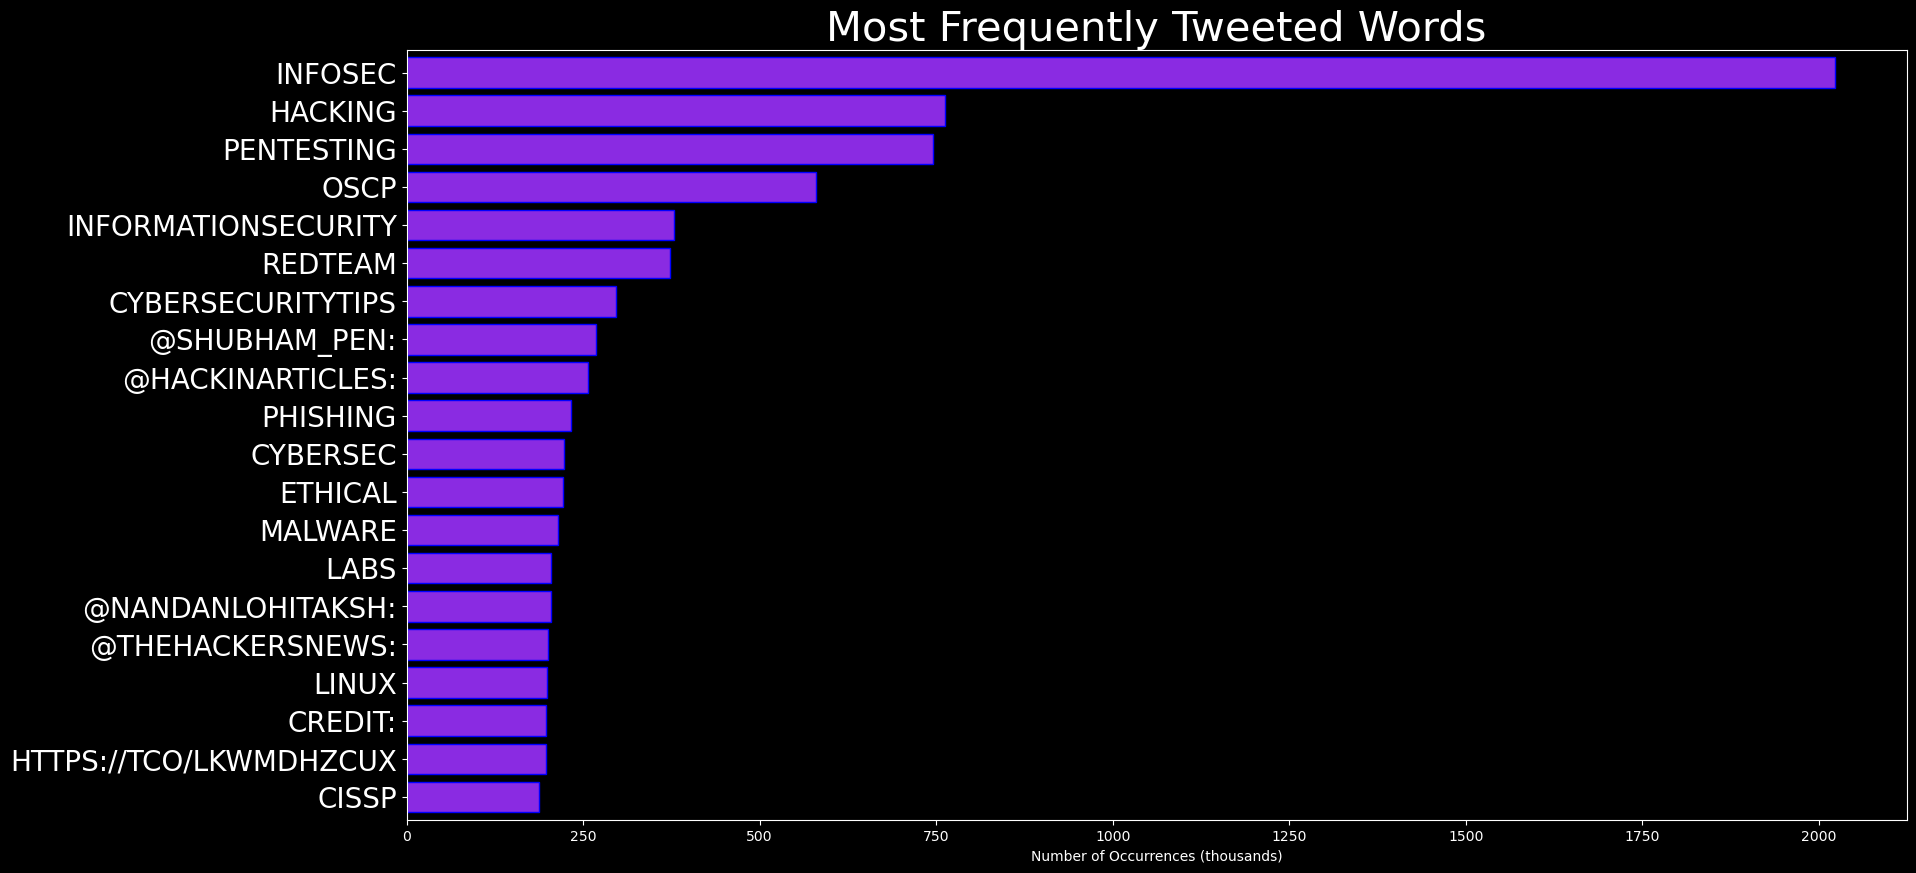 Most Frequently Tweeted Words
INFOSEC
HACKING
PENTESTING
OSCP
INFORMATIONSECURITY
REDTEAM
CYBERSECURITYTIPS
@SHUBHAM_PEN:
@HACKINARTICLES:
PHISHING
CYBERSEC
ETHICAL
MALWARE
LABS
@NANDANLOHITAKSH:
@THEHACKERSNEWS:
LINUX
CREDIT:
HTTPS://TCO/LKWMDHZCUX
CISSP
0 250 500 750 1000 1250 1500 1750 2000
Number of Occurrences (thousands)